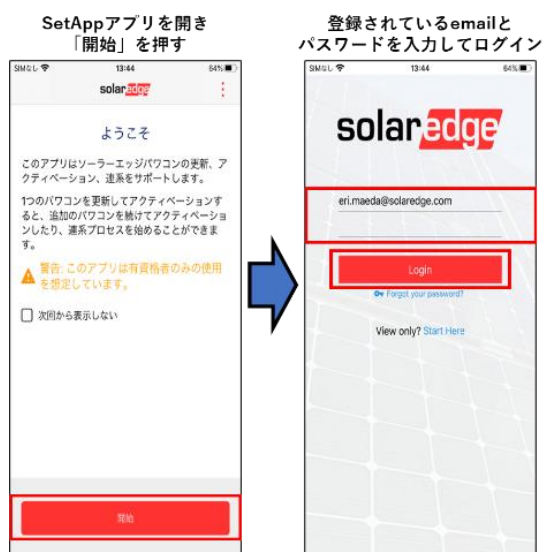 SetAppアプリを開き
「開始」を押す
SIMなし 13:44 64%
solaredge
ようこそ
このアプリはソーラーエッジパワコンの更新、ア
クティベーション、連系をサポートします。
1つのパワコンを更新してアクティベーションす
ると、追加のパワコンを続けてアクティベーショ
ンしたり、連系プロセスを始めることができま
す。
警告: このアプリは有資格者のみの使用
を想定しています。
次回から表示しない
開始
登録されているemailと
パスワードを入力してログイン
SIMなし 13:44 64%
solaredge
eri.maeda@solaredge.com
Login
Forgot your password?
View only? Start Here